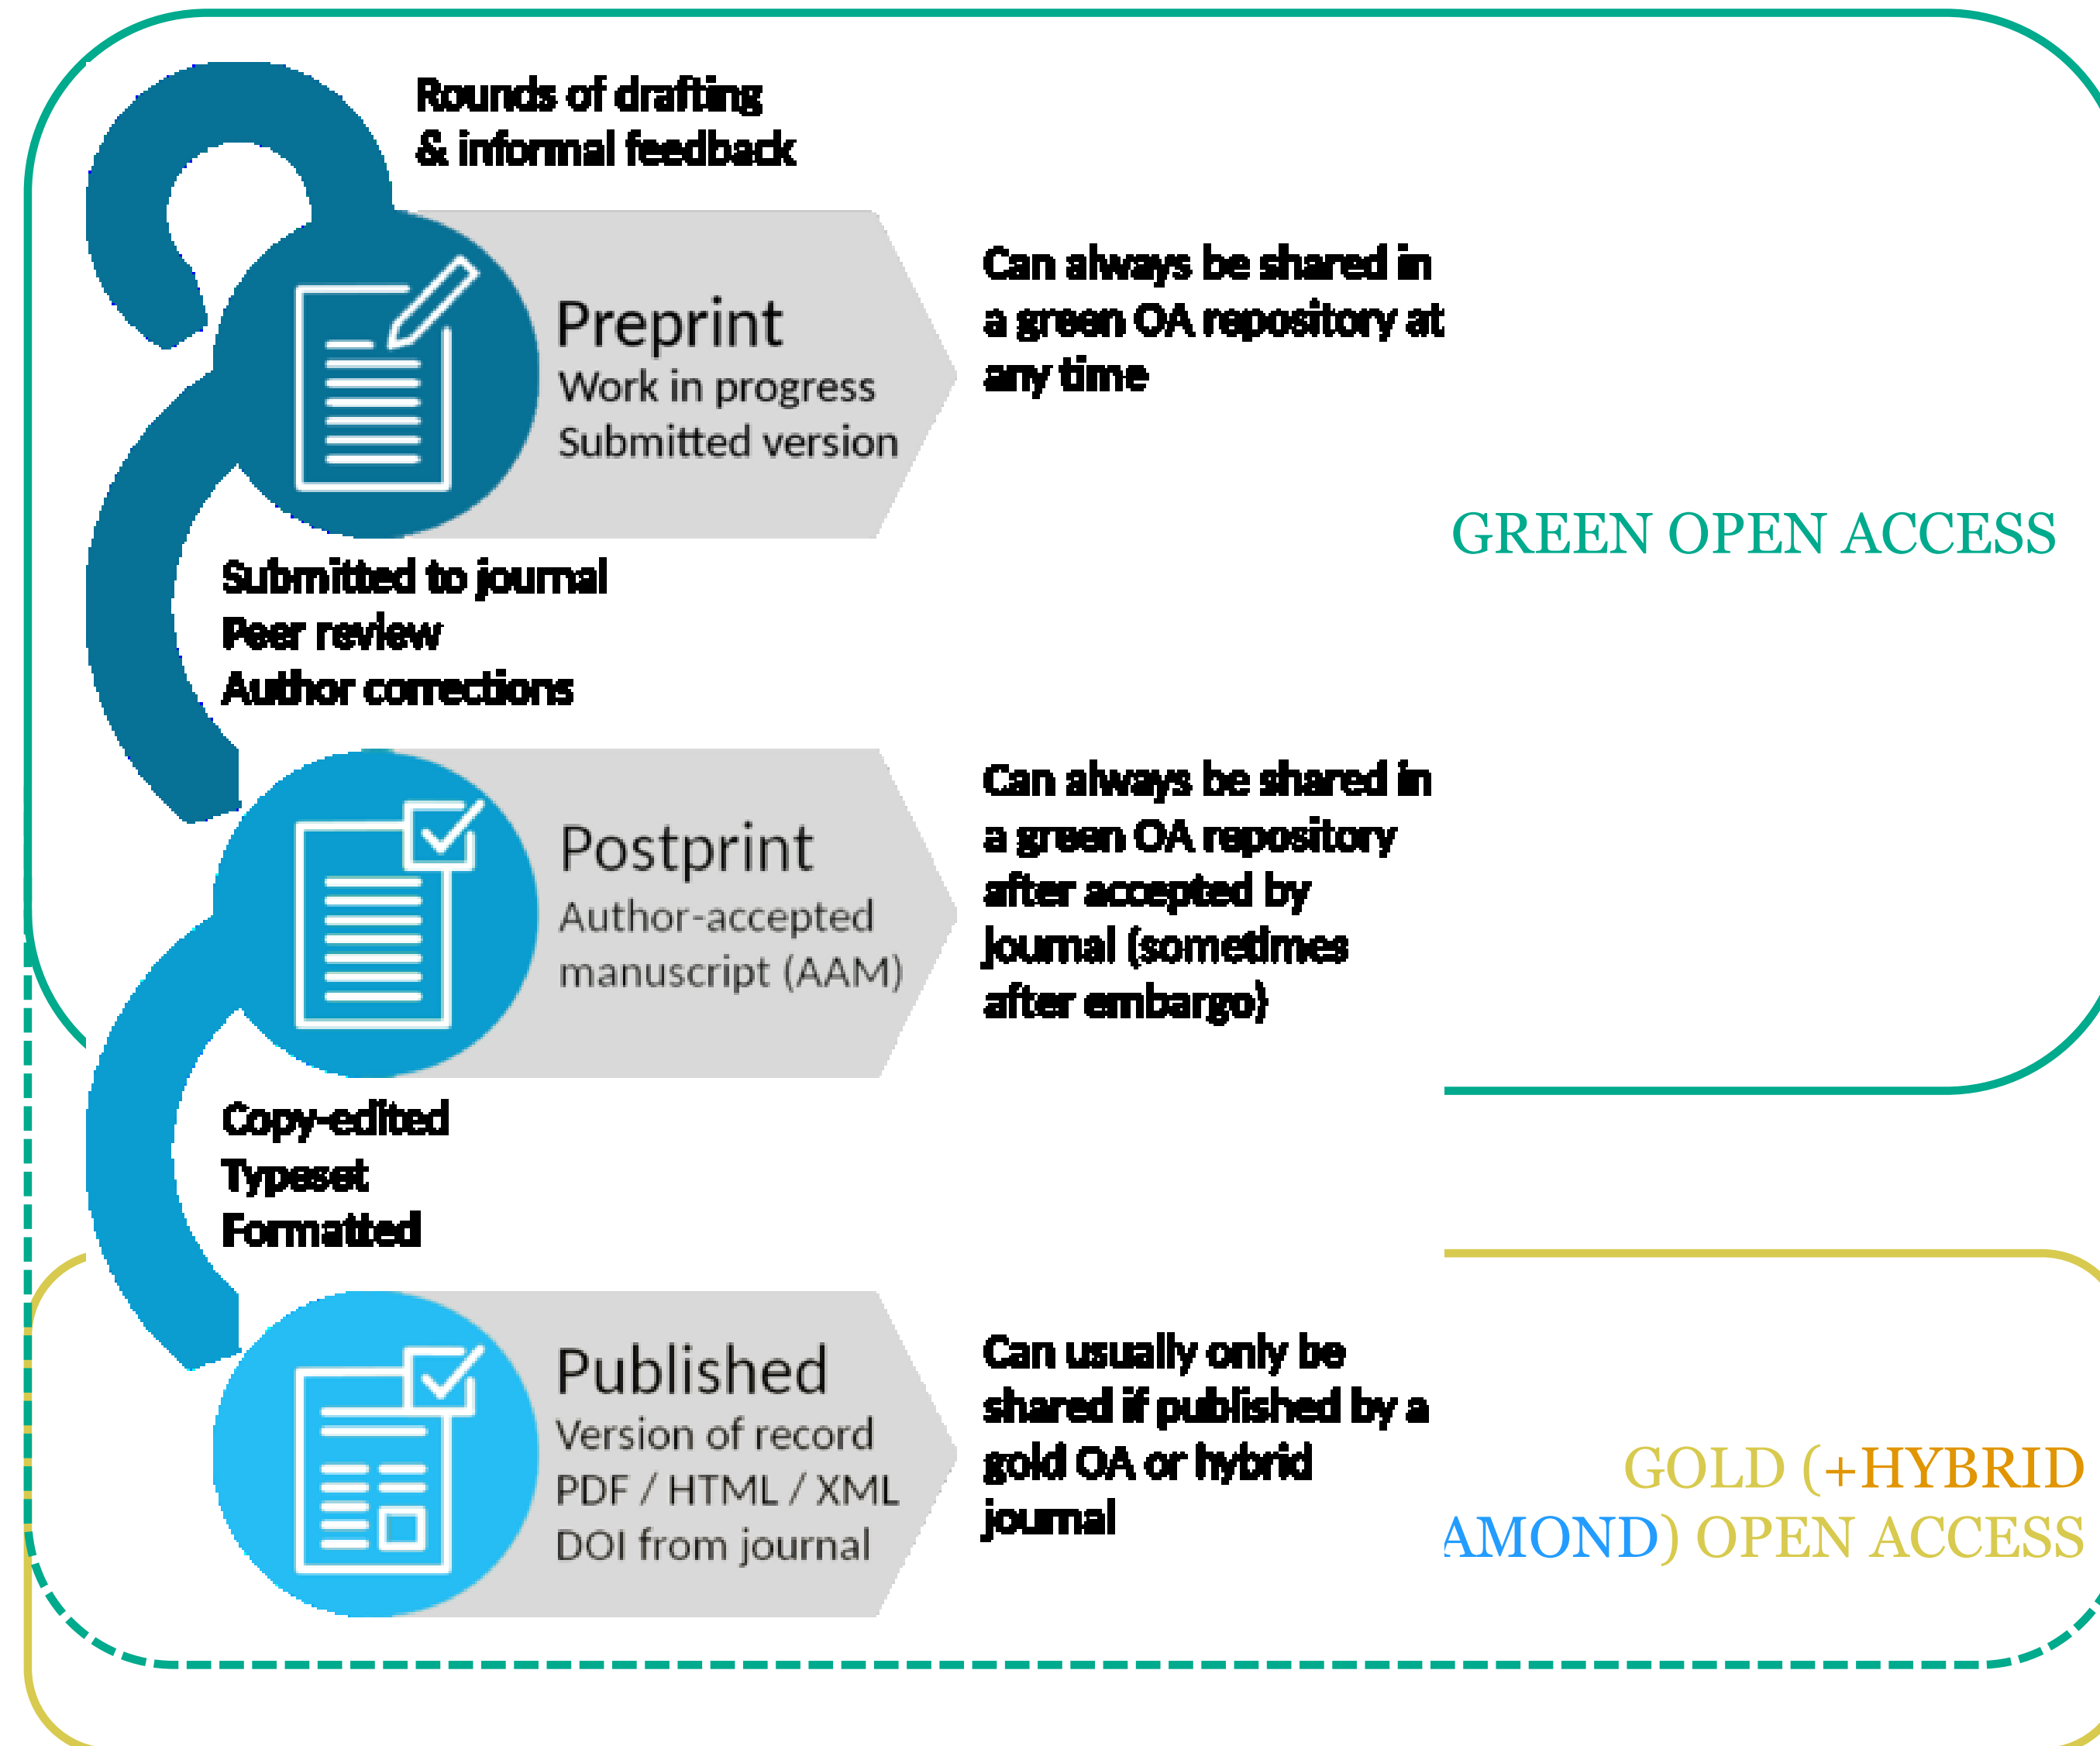 Rounds of drafting
& informal feedback
Preprint
Work in progress
Submitted version
Can always be shared in
a green OA repository at
any time
GREEN OPEN ACCESS
Submitted to journal
Peer review
Author corrections
Postprint
Author-accepted
manuscript (AAM)
Can always be shared in
a green OA repository
after accepted by
journal (sometimes
after embargo)
Copy-edited
Typeset
Formatted
Published
Version of record
PDF / HTML / XML
DOI from journal
Can usually only be
shared if published by a
gold OA or hybrid
journal
GOLD (+HYBRID
AMOND) OPEN ACCESS